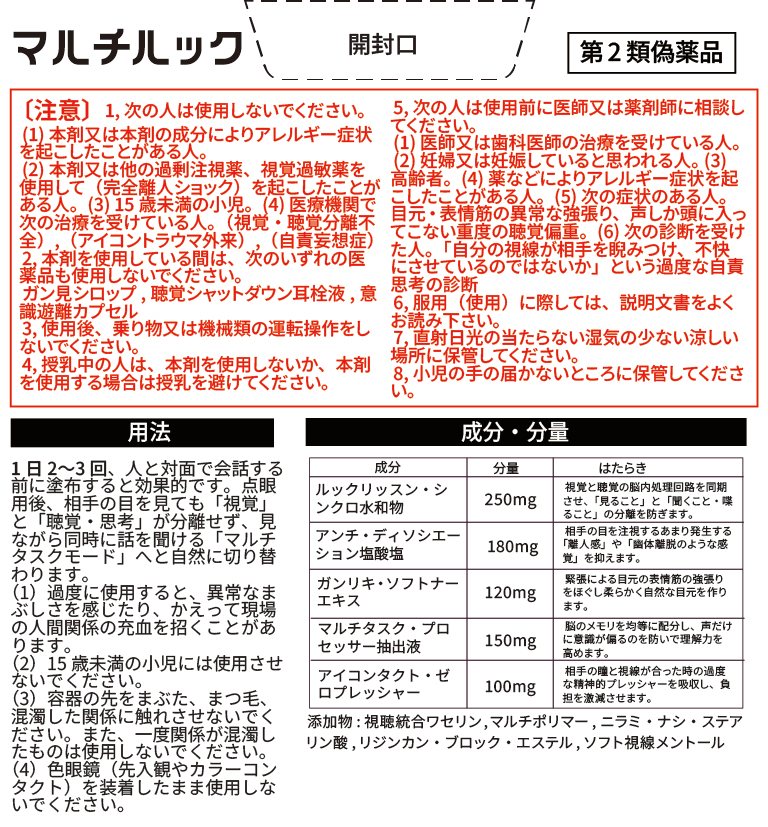 マルチルック
開封口
第2類偽薬品
〔注意〕1,次の人は使用しないでください。
(1)本剤又は本剤の成分によりアレルギー症状
を起こしたことがある人。
(2)本剤又は他の過剰注視薬、視覚過敏薬を
使用して（完全離人ショック）を起こしたことが
ある人。(3)15歳未満の小児。(4)医療機関で
次の治療を受けている人。（視覚・聴覚分離不
全）,（アイコントラウマ外来）,（自責妄想症）
2,本剤を使用している間は、次のいずれの医
薬品も使用しないでください。
ガン見シロップ,聴覚シャットダウン耳栓液,意
識遊離カプセル
3,使用後、乗り物又は機械類の運転操作をし
ないでください。
4,授乳中の人は、本剤を使用しないか、本剤
を使用する場合は授乳を避けてください。
5,次の人は使用前に医師又は薬剤師に相談し
てください。
(1)医師又は歯科医師の治療を受けている人。
(2)妊婦又は妊娠していると思われる人。(3)
高齢者。(4)薬などによりアレルギー症状を起
こしたことがある人。(5)次の症状のある人。
目元・表情筋の異常な強張り、声しか頭に入っ
てこない重度の聴覚偏重。(6)次の診断を受け
た人。「自分の視線が相手を睨みつけ、不快
にさせているのではないか」という過度な自責
思考の診断
6,服用（使用）に際しては、説明文書をよく
お読み下さい。
7,直射日光の当たらない湿気の少ない涼しい
場所に保管してください。
8,小児の手の届かないところに保管してくださ
い。
用法
1日2〜3回、人と対面で会話する
前に塗布すると効果的です。点眼
用後、相手の目を見ても「視覚」
と「聴覚・思考」が分離せず、見
ながら同時に話を聞ける「マルチ
タスクモード」へと自然に切り替
わります。
（1）過度に使用すると、異常なま
ぶしさを感じたり、かえって現場
の人間関係の充血を招くことがあ
ります。
（2）15歳未満の小児には使用させ
ないでください。
（3）容器の先をまぶた、まつ毛、
混濁した関係に触れさせないでく
ださい。また、一度関係が混濁し
たものは使用しないでください。
（4）色眼鏡（先入観やカラーコン
タクト）を装着したまま使用しな
いでください。
成分・分量
成分 分量 はたらき
ルックリッスン・シ
ンクロ水和物
250mg
視覚と聴覚の脳内処理回路を同期
させ、「見ること」と「聞くこと・喋
ること」の分離を防ぎます。
アンチ・ディソシエー
ション塩酸塩
180mg
相手の目を注視するあまり発生する
「離人感」や「幽体離脱のような感
覚」を抑えます。
ガンリキ・ソフトナー
エキス
120mg
緊張による目元の表情筋の強張り
をほぐし柔らかく自然な目元を作り
ます。
マルチタスク・プロ
セッサー抽出液
150mg
脳のメモリを均等に配分し、声だけ
に意識が偏るのを防いで理解力を
高めます。
アイコンタクト・ゼ
ロプレッシャー
100mg
相手の瞳と視線が合った時の過度
な精神的プレッシャーを吸収し、負
担を激減させます。
添加物:視聴統合ワセリン,マルチポリマー,ニラミ・ナシ・ステア
リン酸,リジンカン・ブロック・エステル,ソフト視線メントール